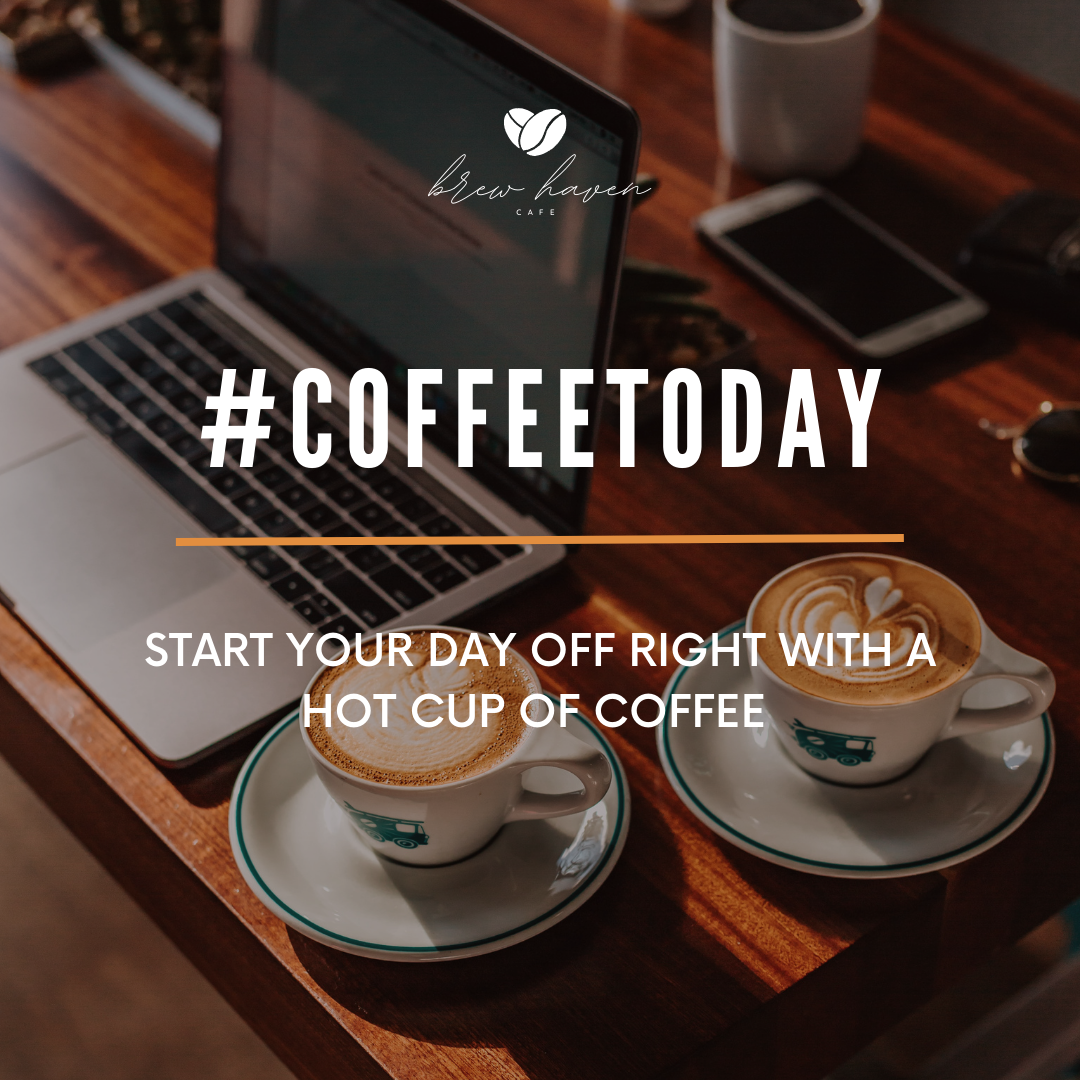 brew haven
CAFE
#COFFEETODAY
START YOUR DAY OFF RIGHT WITH A
HOT CUP OF COFFEE